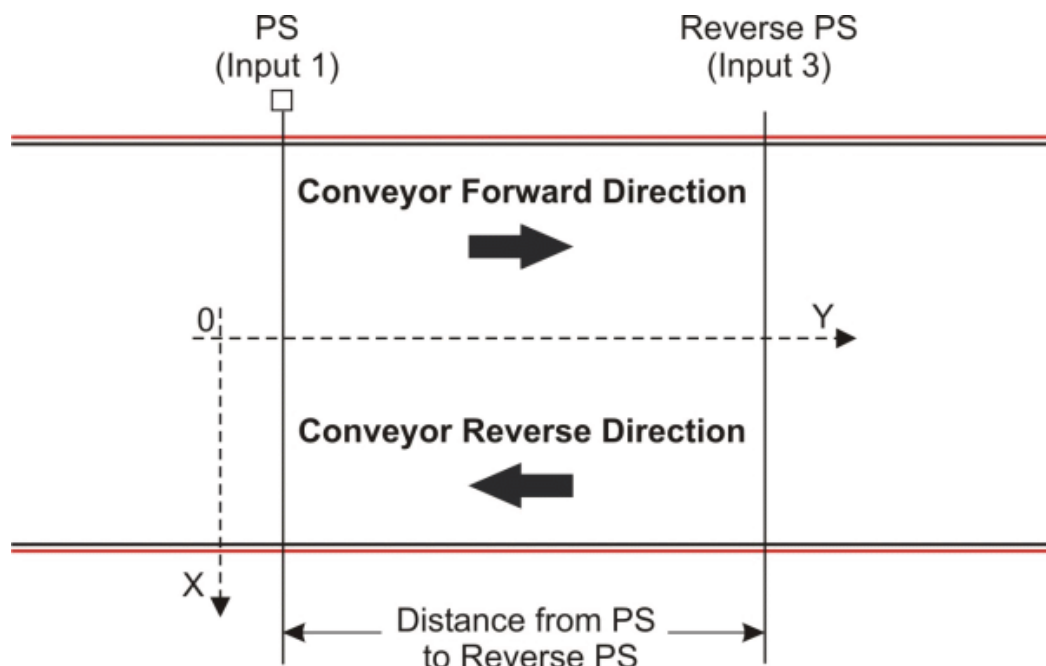 PS
(Input 1)
Reverse PS
(Input 3)
Conveyor Forward Direction
0
Y
Conveyor Reverse Direction
X
Distance from PS
to Reverse PS